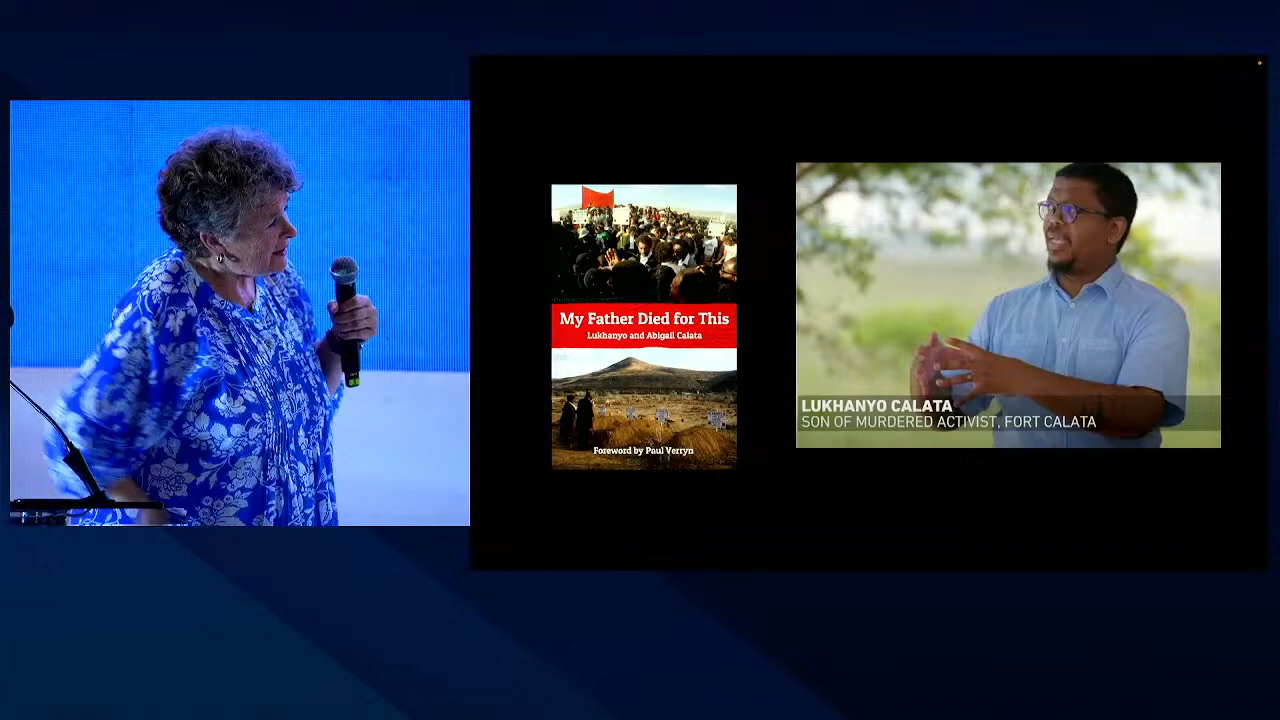 My Father Died for This
Lukhanyo and Abigail Calata
Foreword by Paul Verryn
LUKHANYO CALATA
SON OF MURDERED ACTIVIST, FORT CALATA